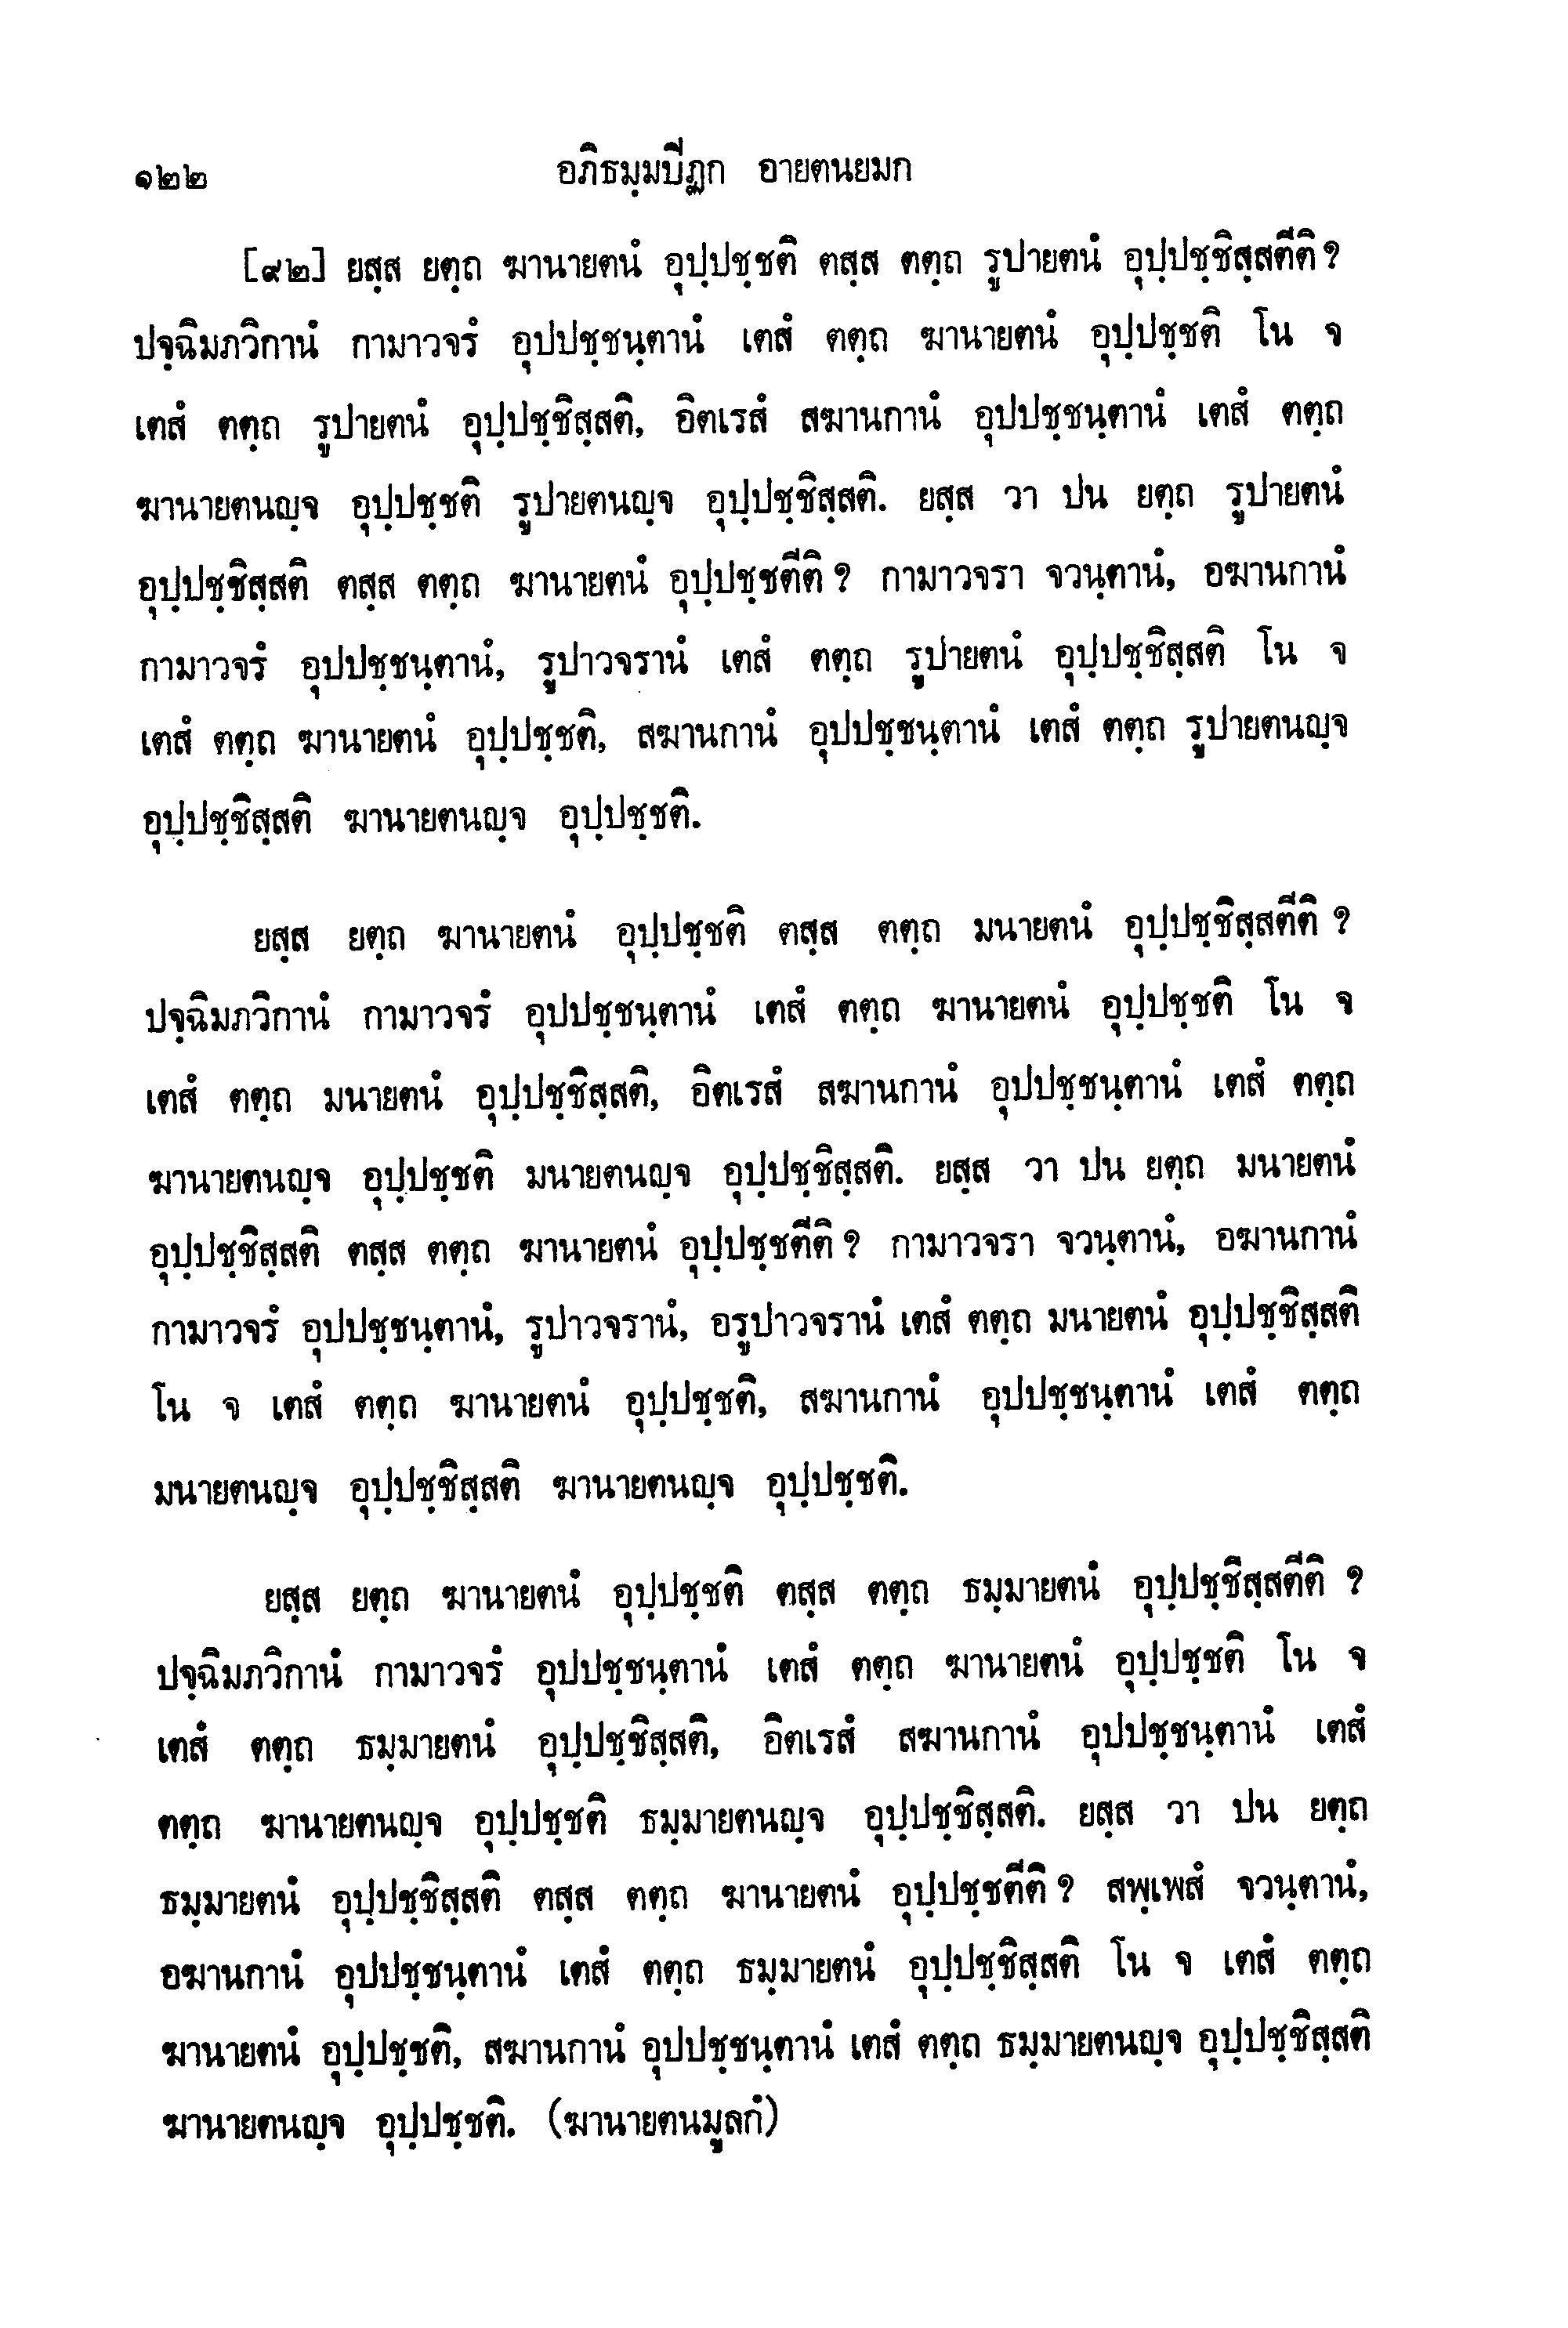 ๑๒๒ อภิธมฺมปีฏก อายตนยมก
[๙๒] ยสฺส ยตฺถ ฆานายตนํ อุปฺปชฺชติ ตสฺส ตตฺถ รูปายตนํ อุปฺปชฺชิสฺสตีติ ?
ปจฺฉิมภวิกานํ กามาวจรํ อุปปชฺชนฺตานํ เตสํ ตตฺถ ฆานายตนํ อุปฺปชฺชติ โน จ
เตสํ ตตฺถ รูปายตนํ อุปฺปชฺชิสฺสติ, อิตเรสํ สฆานกานํ อุปปชฺชนฺตานํ เตสํ ตตฺถ
ฆานายตนญฺจ อุปฺปชฺชติ รูปายตนญฺจ อุปฺปชฺชิสฺสติ. ยสฺส วา ปน ยตฺถ รูปายตนํ
อุปฺปชฺชิสฺสติ ตสฺส ตตฺถ ฆานายตนํ อุปฺปชฺชตีติ ? กามาวจรา จวนฺตานํ, อฆานกานํ
กามาวจรํ อุปปชฺชนฺตานํ, รูปาวจรานํ เตสํ ตตฺถ รูปายตนํ อุปฺปชฺชิสฺสติ โน จ
เตสํ ตตฺถ ฆานายตนํ อุปฺปชฺชติ, สฆานกานํ อุปปชฺชนฺตานํ เตสํ ตตฺถ รูปายตนญฺจ
อุปฺปชฺชิสฺสติ ฆานายตนญฺจ อุปฺปชฺชติ.
ยสฺส ยตฺถ ฆานายตนํ อุปฺปชฺชติ ตสฺส ตตฺถ มนายตนํ อุปฺปชฺชิสฺสตีติ ?
ปจฺฉิมภวิกานํ กามาวจรํ อุปปชฺชนฺตานํ เตสํ ตตฺถ ฆานายตนํ อุปฺปชฺชติ โน จ
เตสํ ตตฺถ มนายตนํ อุปฺปชฺชิสฺสติ, อิตเรสํ สฆานกานํ อุปปชฺชนฺตานํ เตสํ ตตฺถ
ฆานายตนญฺจ อุปฺปชฺชติ มนายตนญฺจ อุปฺปชฺชิสฺสติ. ยสฺส วา ปน ยตฺถ มนายตนํ
อุปฺปชฺชิสฺสติ ตสฺส ตตฺถ ฆานายตนํ อุปฺปชฺชตีติ ? กามาวจรา จวนฺตานํ, อฆานกานํ
กามาวจรํ อุปปชฺชนฺตานํ, รูปาวจรานํ, อรูปาวจรานํ เตสํ ตตฺถ มนายตนํ อุปฺปชฺชิสฺสติ
โน จ เตสํ ตตฺถ ฆานายตนํ อุปฺปชฺชติ, สฆานกานํ อุปปชฺชนฺตานํ เตสํ ตตฺถ
มนายตนญฺจ อุปฺปชฺชิสฺสติ ฆานายตนญฺจ อุปฺปชฺชติ.
ยสฺส ยตฺถ ฆานายตนํ อุปฺปชฺชติ ตสฺส ตตฺถ ธมฺมายตนํ อุปฺปชฺชิสฺสตีติ ?
ปจฺฉิมภวิกานํ กามาวจรํ อุปปชฺชนฺตานํ เตสํ ตตฺถ ฆานายตนํ อุปฺปชฺชติ โน จ
เตสํ ตตฺถ ธมฺมายตนํ อุปฺปชฺชิสฺสติ, อิตเรสํ สฆานกานํ อุปปชฺชนฺตานํ เตสํ
ตตฺถ ฆานายตนญฺจ อุปฺปชฺชติ ธมฺมายตนญฺจ อุปฺปชฺชิสฺสติ. ยสฺส วา ปน ยตฺถ
ธมฺมายตนํ อุปฺปชฺชิสฺสติ ตสฺส ตตฺถ ฆานายตนํ อุปฺปชฺชตีติ ? สพฺเพสํ จวนฺตานํ,
อฆานกานํ อุปปชฺชนฺตานํ เตสํ ตตฺถ ธมฺมายตนํ อุปฺปชฺชิสฺสติ โน จ เตสํ ตตฺถ
ฆานายตนํ อุปฺปชฺชติ, สฆานกานํ อุปปชฺชนฺตานํ เตสํ ตตฺถ ธมฺมายตนญฺจ อุปฺปชฺชิสฺสติ
ฆานายตนญฺจ อุปฺปชฺชติ. (ฆานายตนมูลกํ)